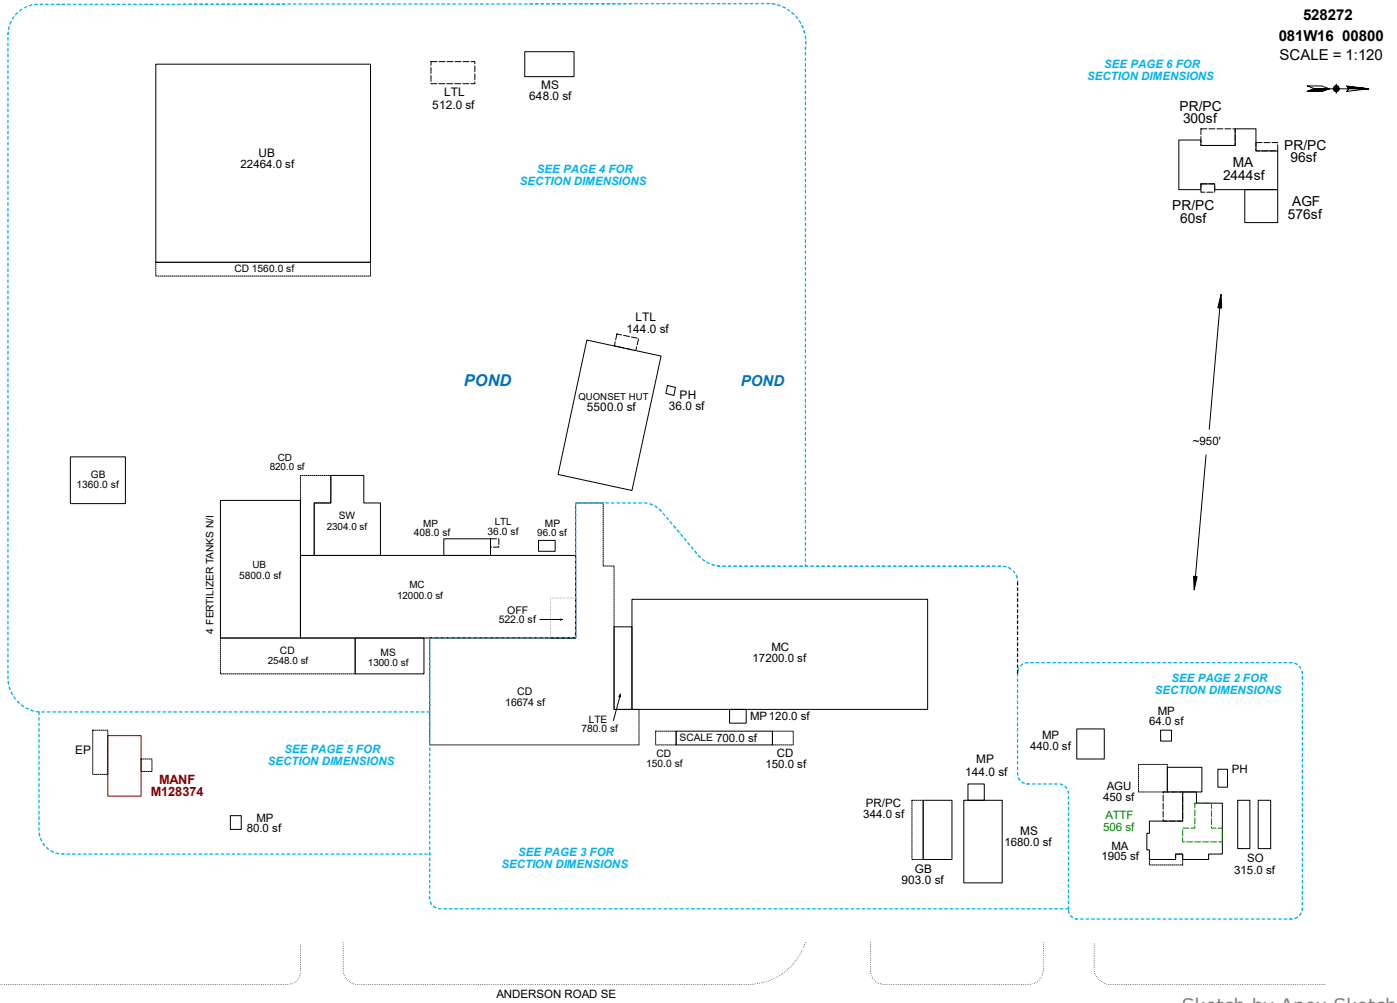 528272
081W16 00800
SCALE = 1:120
SEE PAGE 6 FOR
SECTION DIMENSIONS
PR/PC
300sf
PR/PC
96sf
MA
2444sf
PR/PC
60sf
AGF
576sf
~950'
LTL
512.0 sf
MS
648.0 sf
UB
22464.0 sf
CD 1560.0 sf
SEE PAGE 4 FOR
SECTION DIMENSIONS
LTL
144.0 sf
POND
POND
QUONSET HUT
5500.0 sf
PH
36.0 sf
GB
1360.0 sf
CD
820.0 sf
SW
2304.0 sf
MP
408.0 sf
LTL
36.0 sf
MP
96.0 sf
4 FERTILIZER TANKS N/I
UB
5800.0 sf
MC
12000.0 sf
OFF
522.0 sf
CD
2548.0 sf
MS
1300.0 sf
CD
16674 sf
LTE
780.0 sf
MC
17200.0 sf
MP 120.0 sf
SCALE 700.0 sf
CD
150.0 sf
CD
150.0 sf
SEE PAGE 2 FOR
SECTION DIMENSIONS
MP
64.0 sf
MP
440.0 sf
PH
AGU
450 sf
ATTF
506 sf
MA
1905 sf
SO
315.0 sf
EP
MANF
M128374
SEE PAGE 5 FOR
SECTION DIMENSIONS
MP
80.0 sf
SEE PAGE 3 FOR
SECTION DIMENSIONS
MP
144.0 sf
PR/PC
344.0 sf
GB
903.0 sf
MS
1680.0 sf
ANDERSON ROAD SE
Sketch by Apex Sketch